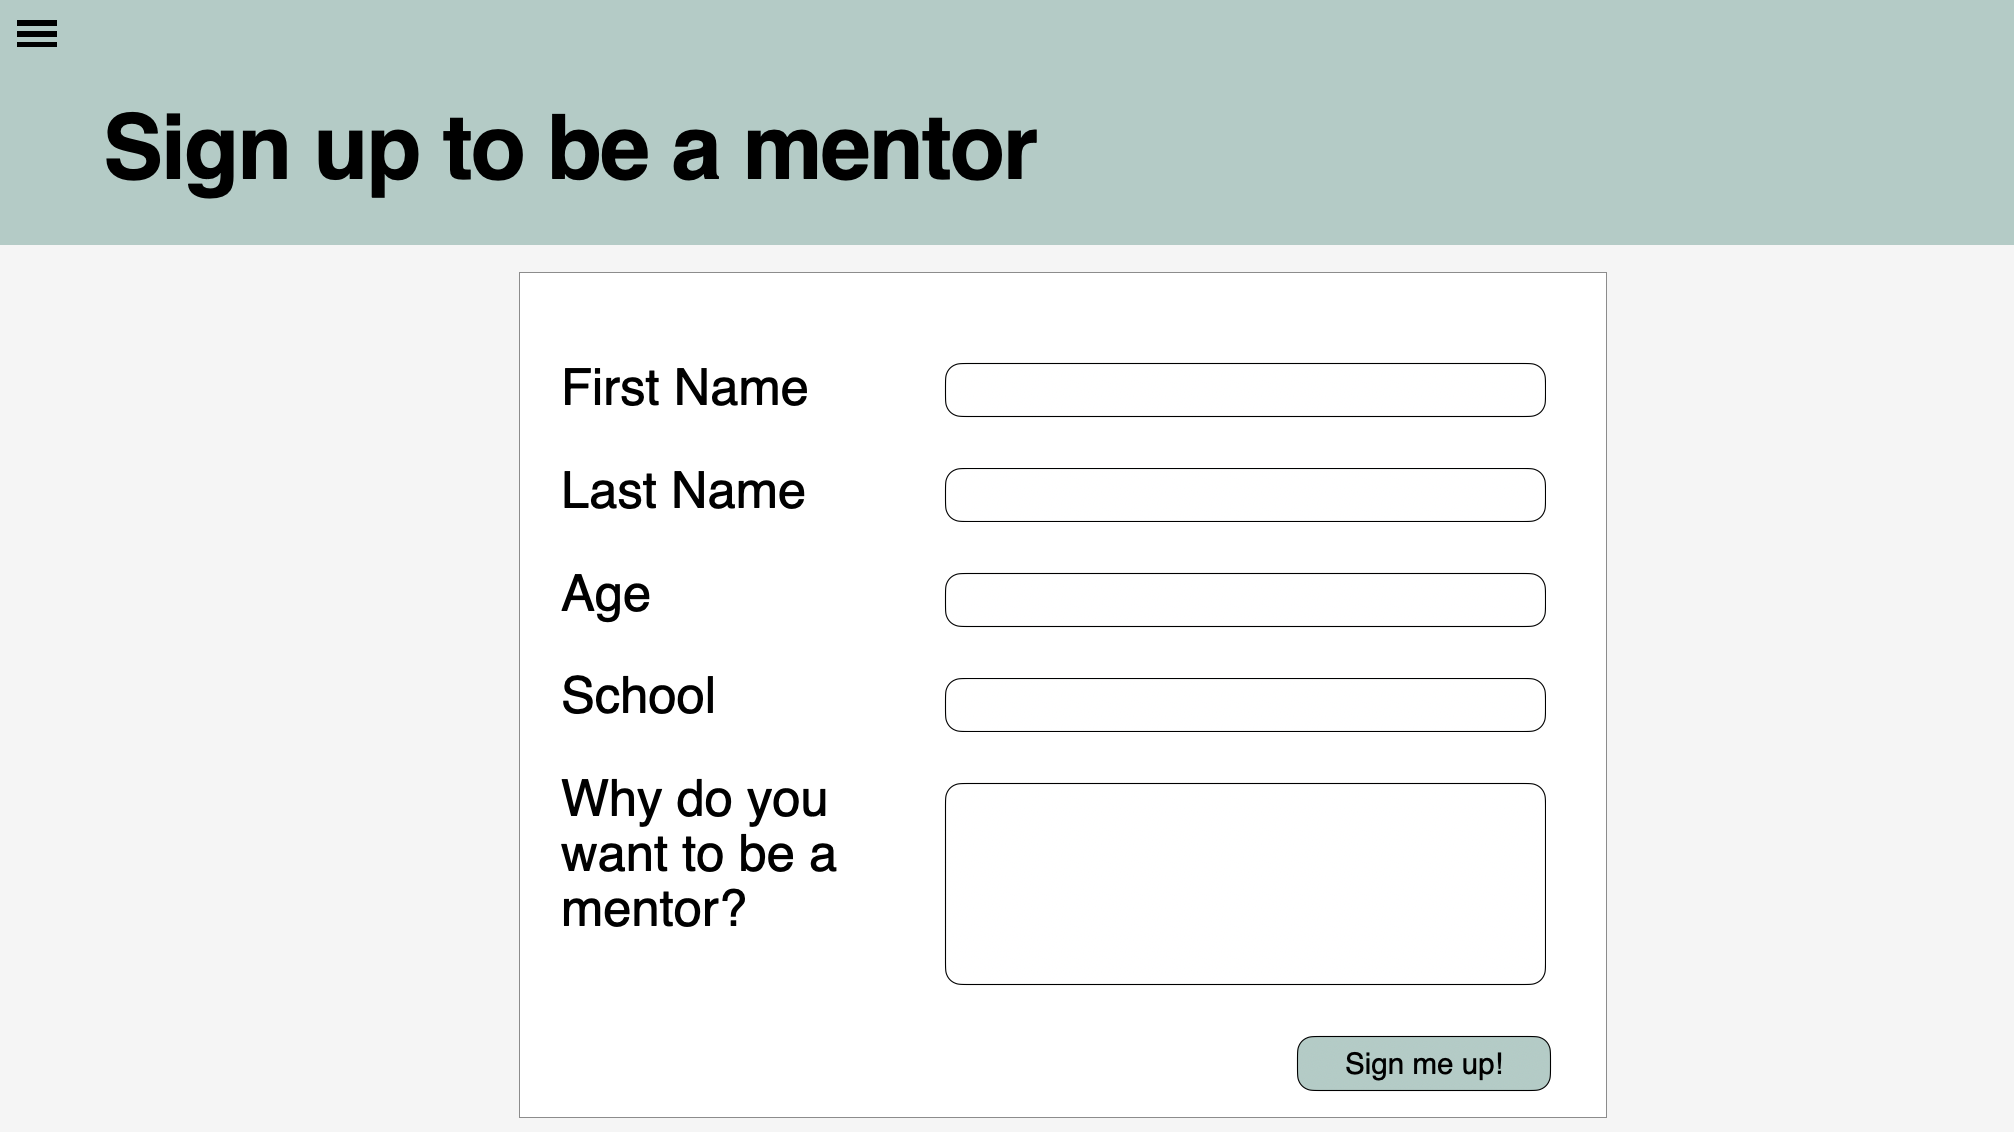 Sign up to be a mentor
First Name
Last Name
Age
School
Why do you
want to be a
mentor?
Sign me up!